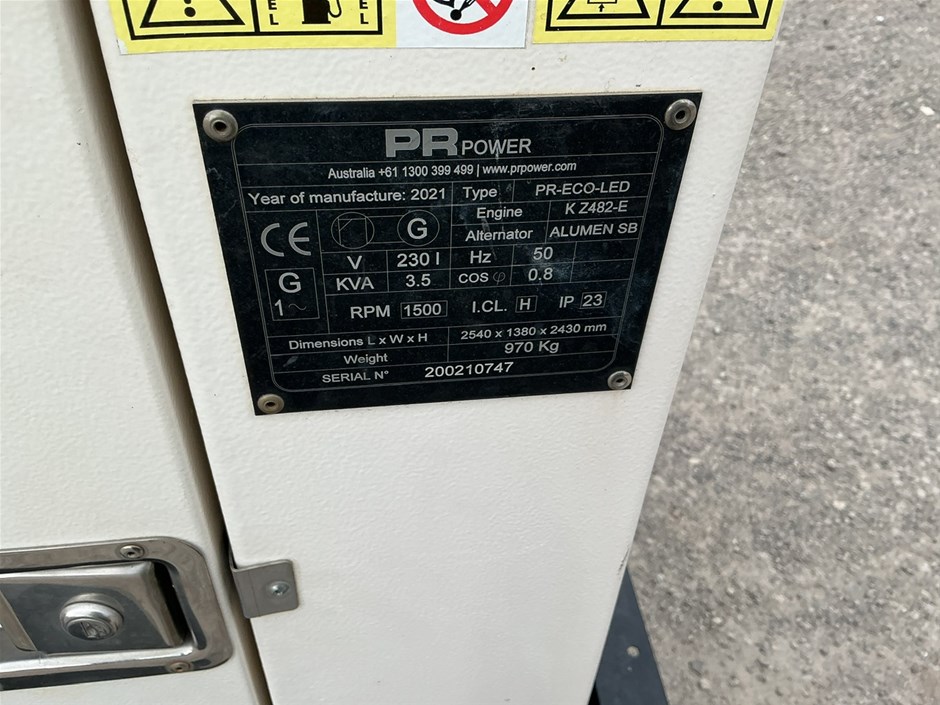 EL
EL
PR POWER
Australia +61 1300 399 499 | www.prpower.com
Year of manufacture: 2021 Type PR-ECO-LED
Engine K Z482-E
CE G Alternator ALUMEN SB
V 230 I Hz 50
G KVA 3.5 COS φ 0.8
1~ RPM 1500 I.CL. H IP 23
Dimensions L x W x H 2540 x 1380 x 2430 mm
Weight 970 Kg
SERIAL N° 200210747